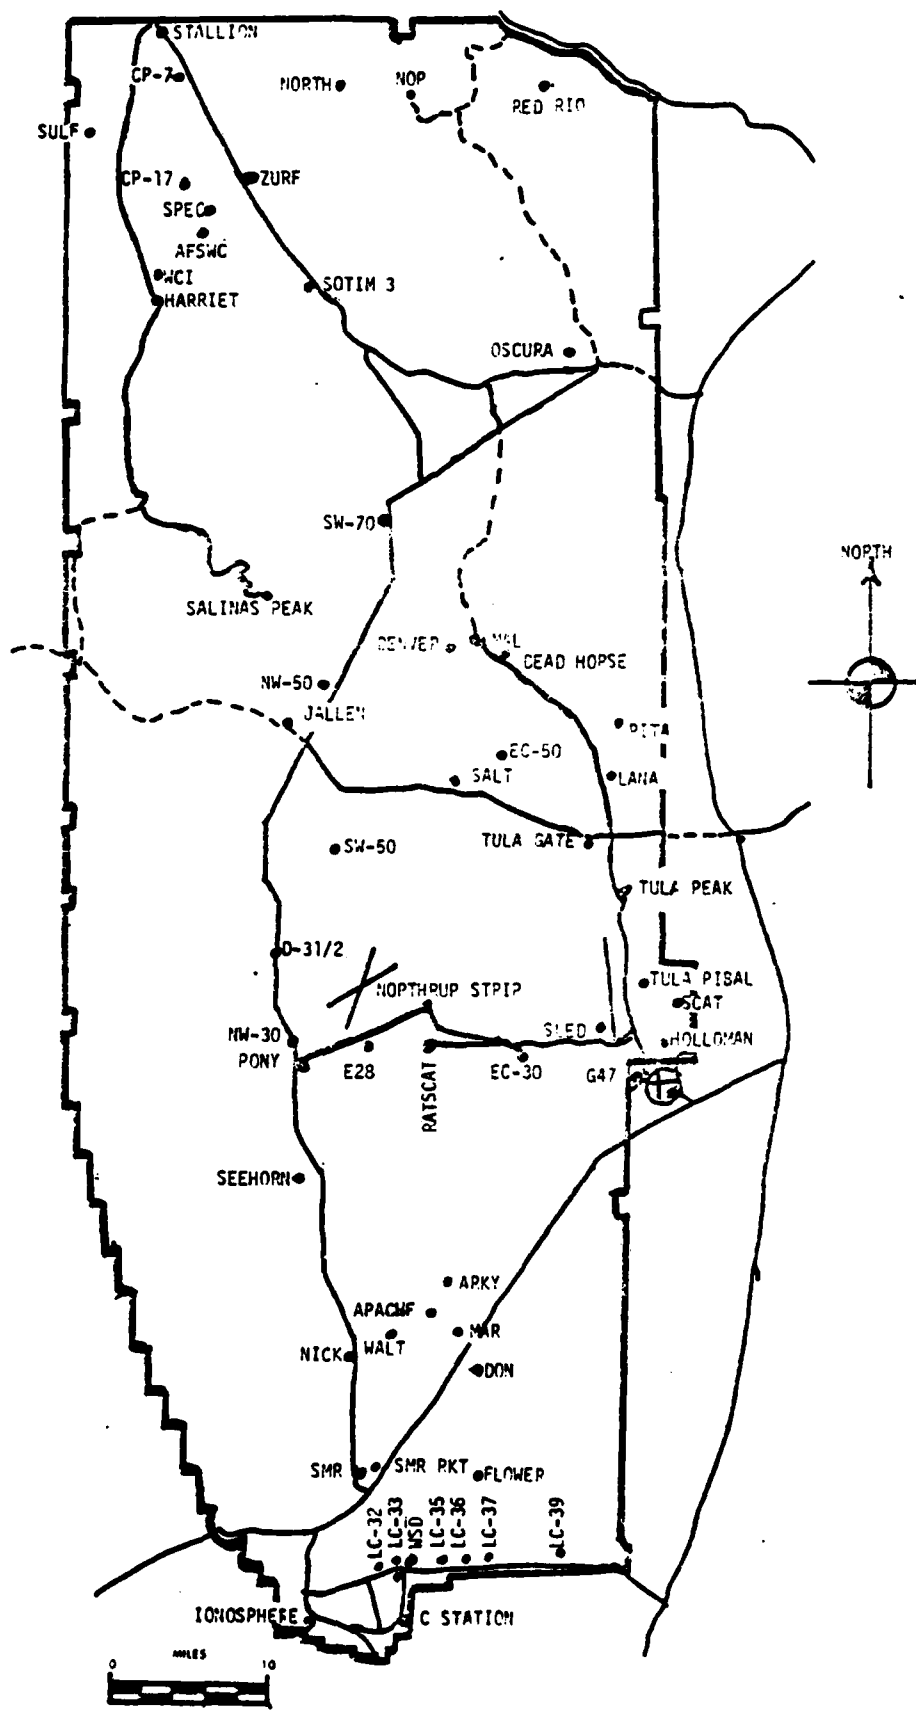 STALLION
CP-7
NORTH
NOP
RED RIO
SULF
CP-17
ZURF
SPEC
AFSWC
WCI
HARRIET
SOTIM 3
OSCURA
SW-70
NORTH
SALINAS PEAK
DENVER
MAL
DEAD HORSE
NW-50
JALLEN
PITA
EC-50
SALT
LANA
TULA GATE
SW-50
TULA PEAK
D-31/2
TULA PISAL
NORTHRUP STRIP
SCAT
NW-30
SLED
HOLLOMAN
PONY
E28
RATSCAT
EC-30
G47
SEEHORN
ARKY
APACWF
MAR
WALT
NICK
DON
SMR
SMR RKT
FLOWER
LC-32
LC-33
WSD
LC-35
LC-36
LC-37
LC-39
IONOSPHERE
C STATION
MILES
0 10